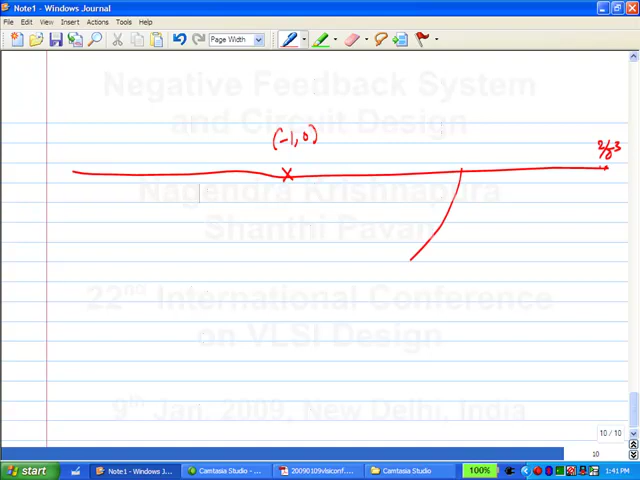 Note1 - Windows Journal
File Edit View Insert Actions Tools Help
Page Width
Negative Feedback System
and Circuit Design
(-1, 0)
Nagendra Krishnapura
Shanthi Pavan
22nd International Conference
on VLSI Design
9th Jan. 2009, New Delhi, India
10 / 10
10
start Note1 - Windows J... Camtasia Studio - ... 20090109vlsiconf.... Camtasia Studio 100% 1:41 PM